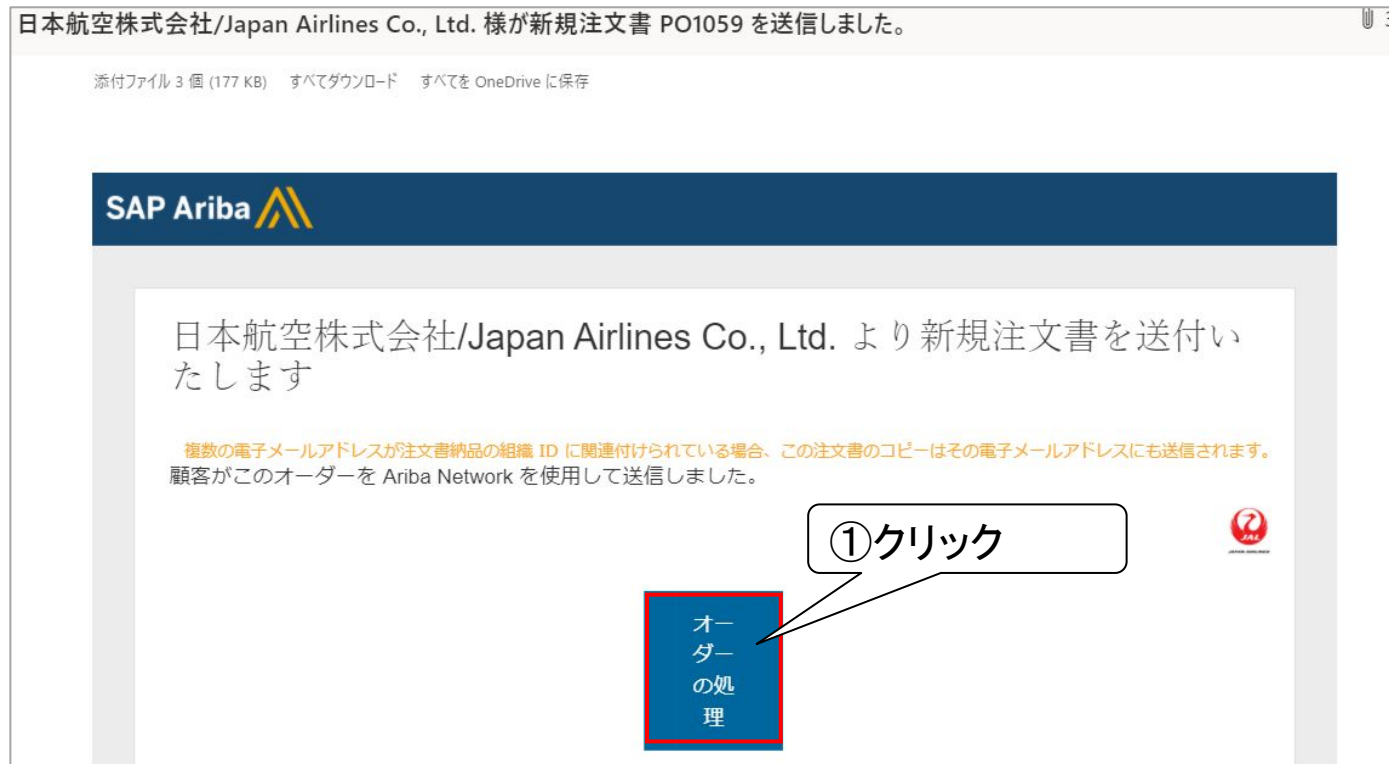 日本航空株式会社/Japan Airlines Co., Ltd. 様が新規注文書 PO1059 を送信しました。
添付ファイル 3 個 (177 KB) すべてダウンロード すべてを OneDrive に保存
SAP Ariba
日本航空株式会社/Japan Airlines Co., Ltd. より新規注文書を送付い
たします
複数の電子メールアドレスが注文書納品の組織 ID に関連付けられている場合、この注文書のコピーはその電子メールアドレスにも送信されます。
顧客がこのオーダーを Ariba Network を使用して送信しました。
①クリック
JAL
JAPAN AIRLINES
オー
ダー
の処
理